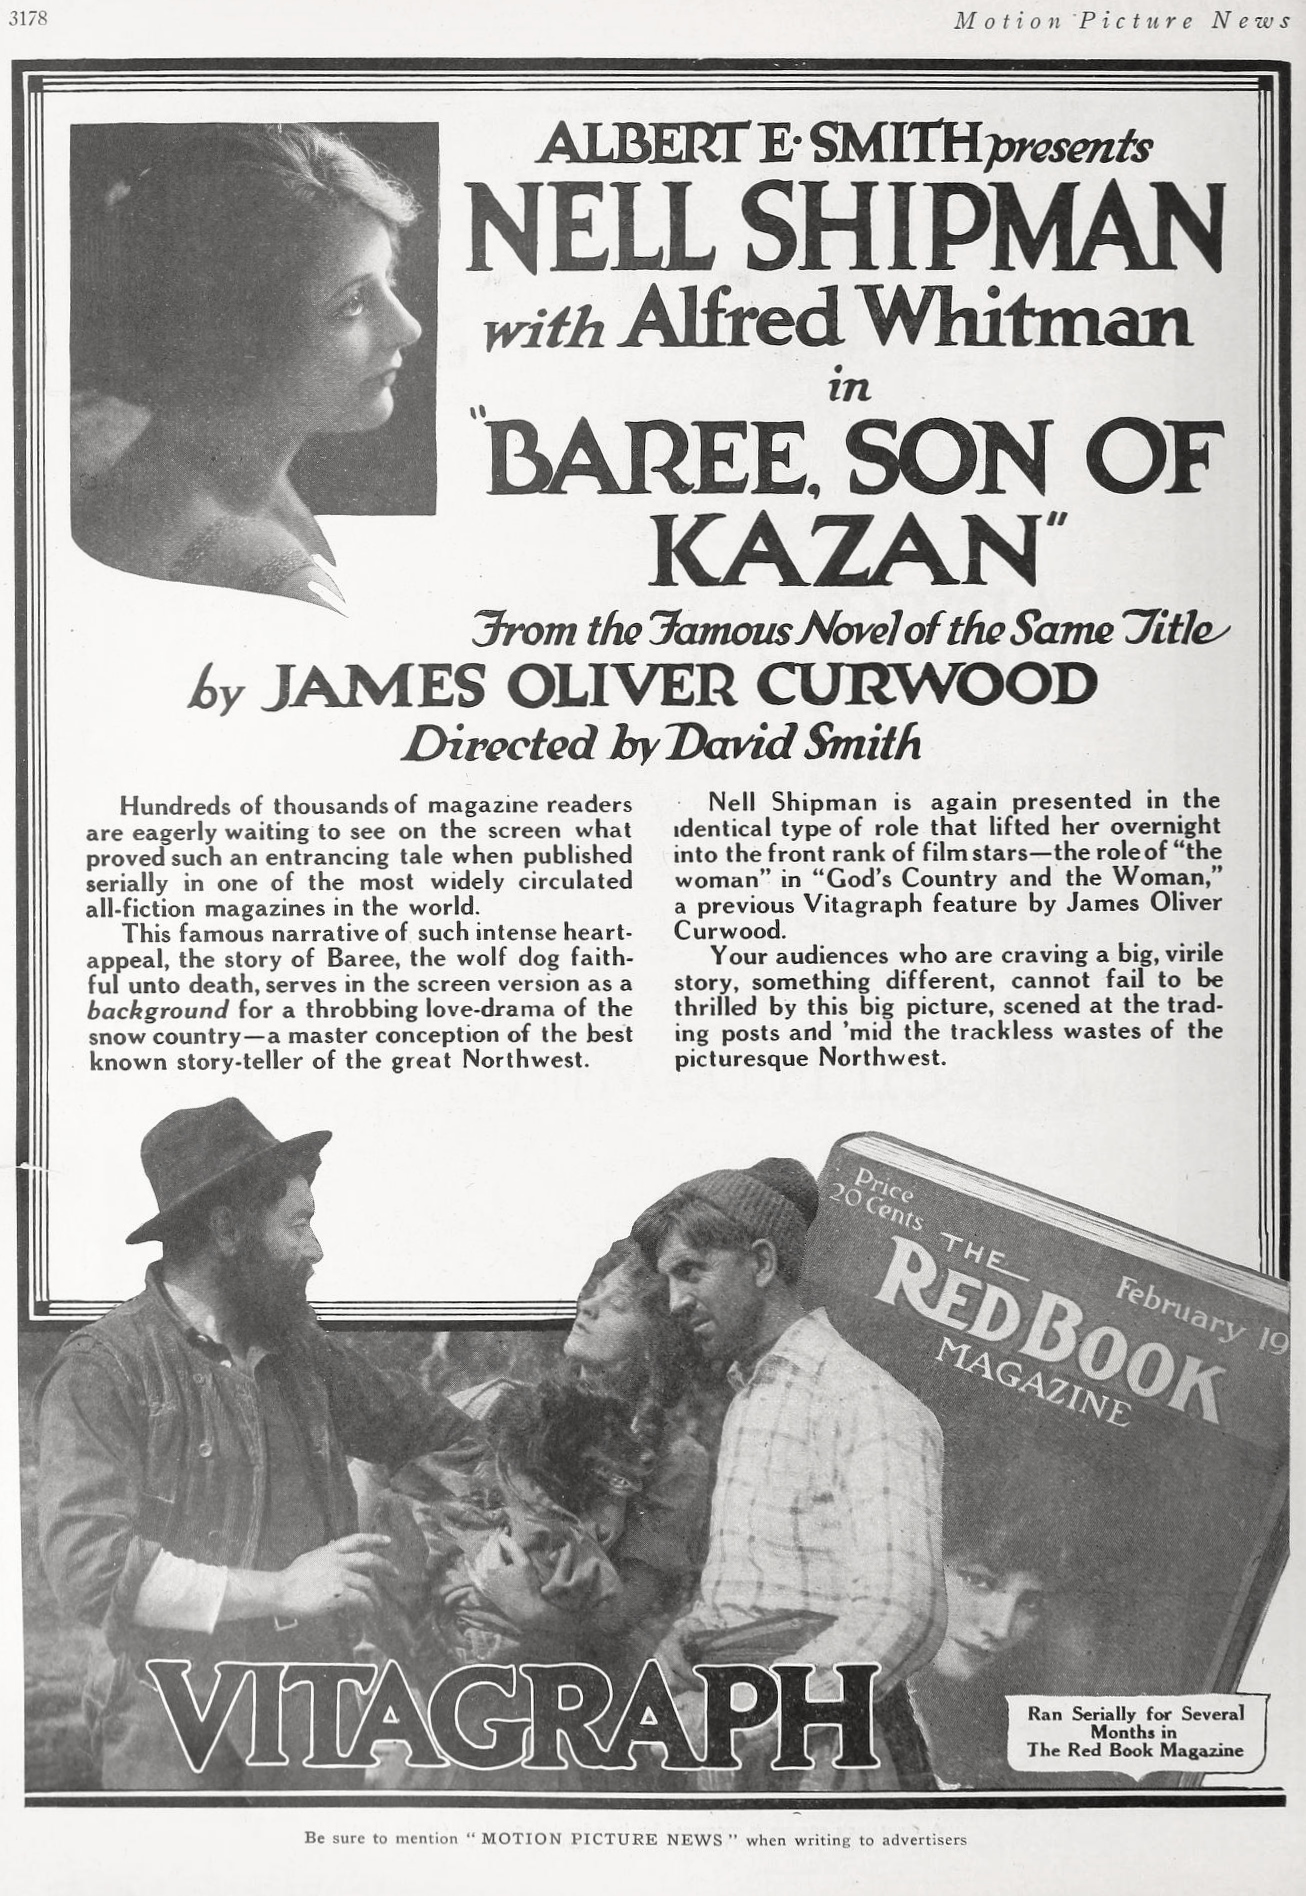 3178
Motion Picture News
ALBERT E. SMITH presents
NELL SHIPMAN
with Alfred Whitman
in
"BAREE, SON OF
KAZAN"
From the Famous Novel of the Same Title
by JAMES OLIVER CURWOOD
Directed by David Smith
Hundreds of thousands of magazine readers
are eagerly waiting to see on the screen what
proved such an entrancing tale when published
serially in one of the most widely circulated
all-fiction magazines in the world.
This famous narrative of such intense heart-
appeal, the story of Baree, the wolf dog faith-
ful unto death, serves in the screen version as a
background for a throbbing love-drama of the
snow country—a master conception of the best
known story-teller of the great Northwest.
Nell Shipman is again presented in the
identical type of role that lifted her overnight
into the front rank of film stars—the role of "the
woman" in "God's Country and the Woman,"
a previous Vitagraph feature by James Oliver
Curwood.
Your audiences who are craving a big, virile
story, something different, cannot fail to be
thrilled by this big picture, scened at the trad-
ing posts and 'mid the trackless wastes of the
picturesque Northwest.
Price
20 Cents
THE
February 19
RED BOOK
MAGAZINE
VITAGRAPH
Ran Serially for Several
Months in
The Red Book Magazine
Be sure to mention "MOTION PICTURE NEWS" when writing to advertisers